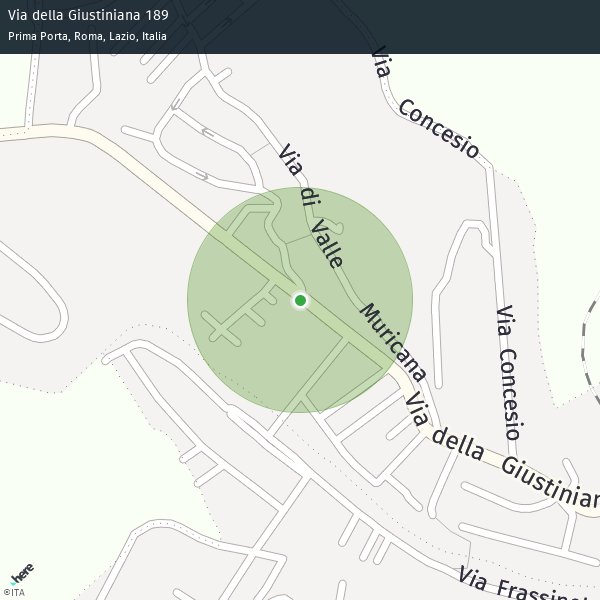 Via della Giustiniana 189
Prima Porta, Roma, Lazio, Italia
Via Concesio
Via di Valle Muricana
Via Concesio
Via della Giustinian
Via Frassine
here
©ITA